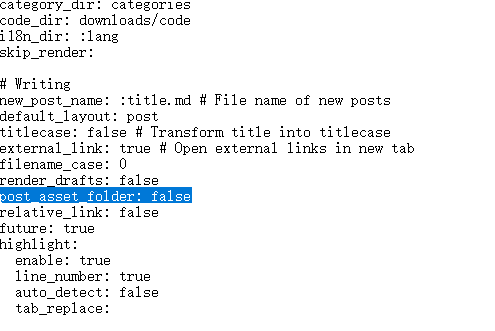 category_dir: categories
code_dir: downloads/code
i18n_dir: :lang
skip_render:
# Writing
new_post_name: :title.md # File name of new posts
default_layout: post
titlecase: false # Transform title into titlecase
external_link: true # Open external links in new tab
filename_case: 0
render_drafts: false
post_asset_folder: false
relative_link: false
future: true
highlight:
  enable: true
  line_number: true
  auto_detect: false
  tab_replace: